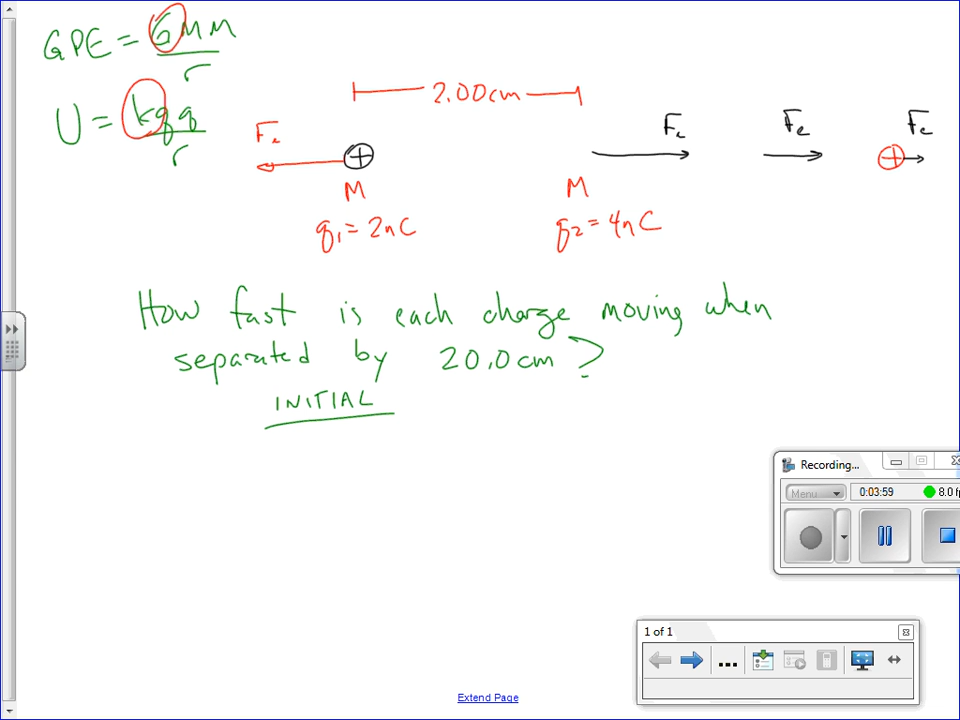 GPE = GMM
r
U = kqq
r
2.00cm
Fe
Fe
Fe
Fe
M
M
q1 = 2nC
q2 = 4nC
How fast is each charge moving when
separated by 20.0cm?
INITIAL
Recording...
Menu
0:03:59
8.0 f
1 of 1
...
Extend Page